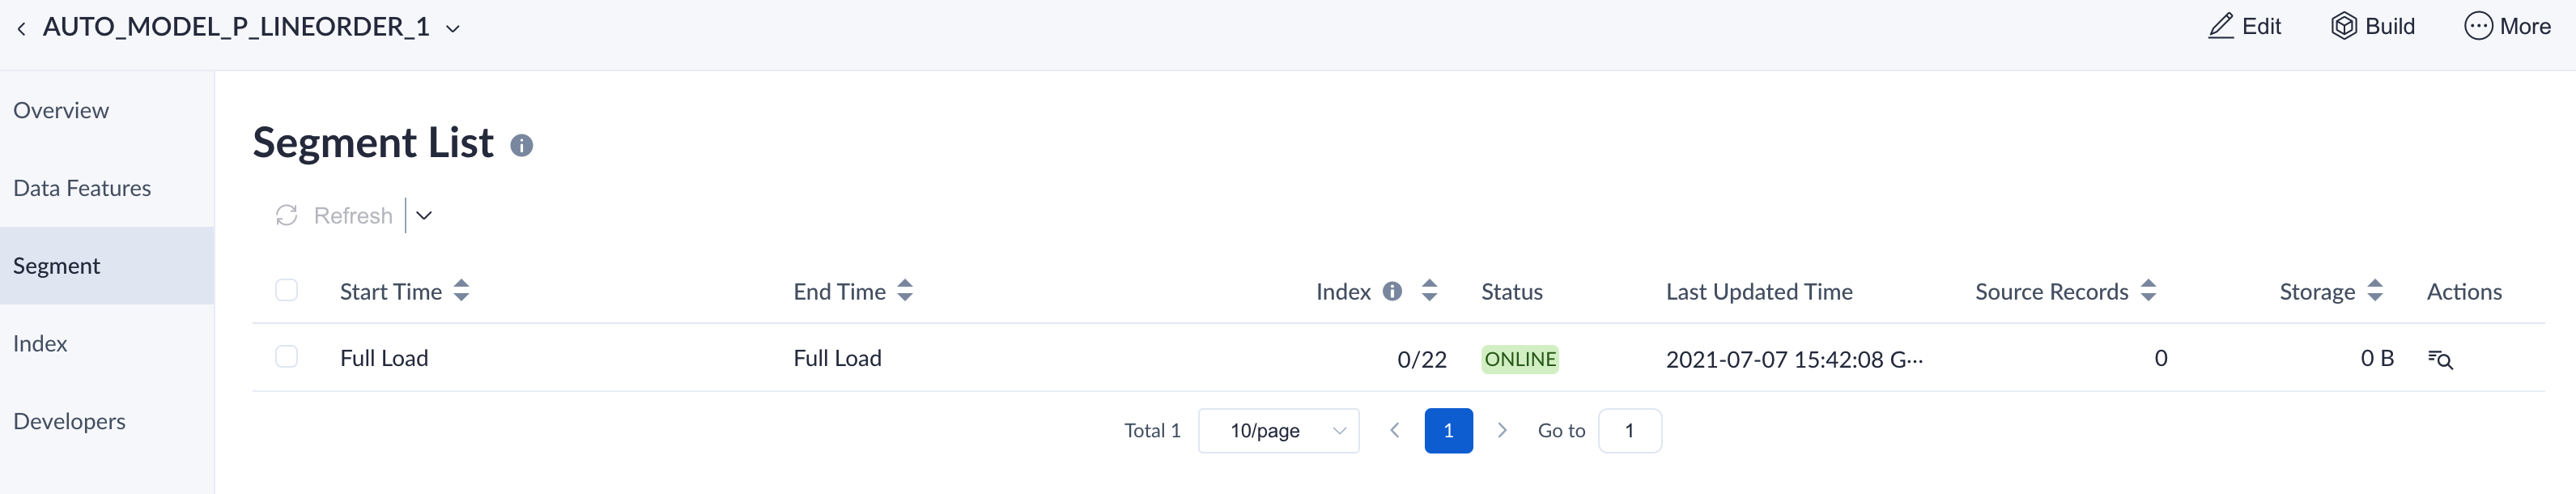 AUTO_MODEL_P_LINEORDER_1
Edit
Build
More
Overview
Data Features
Segment
Index
Developers
Segment List
Refresh
Start Time End Time Index Status Last Updated Time Source Records Storage Actions
Full Load Full Load 0/22 ONLINE 2021-07-07 15:42:08 G··· 0 0 B
Total 1 10/page 1 Go to 1